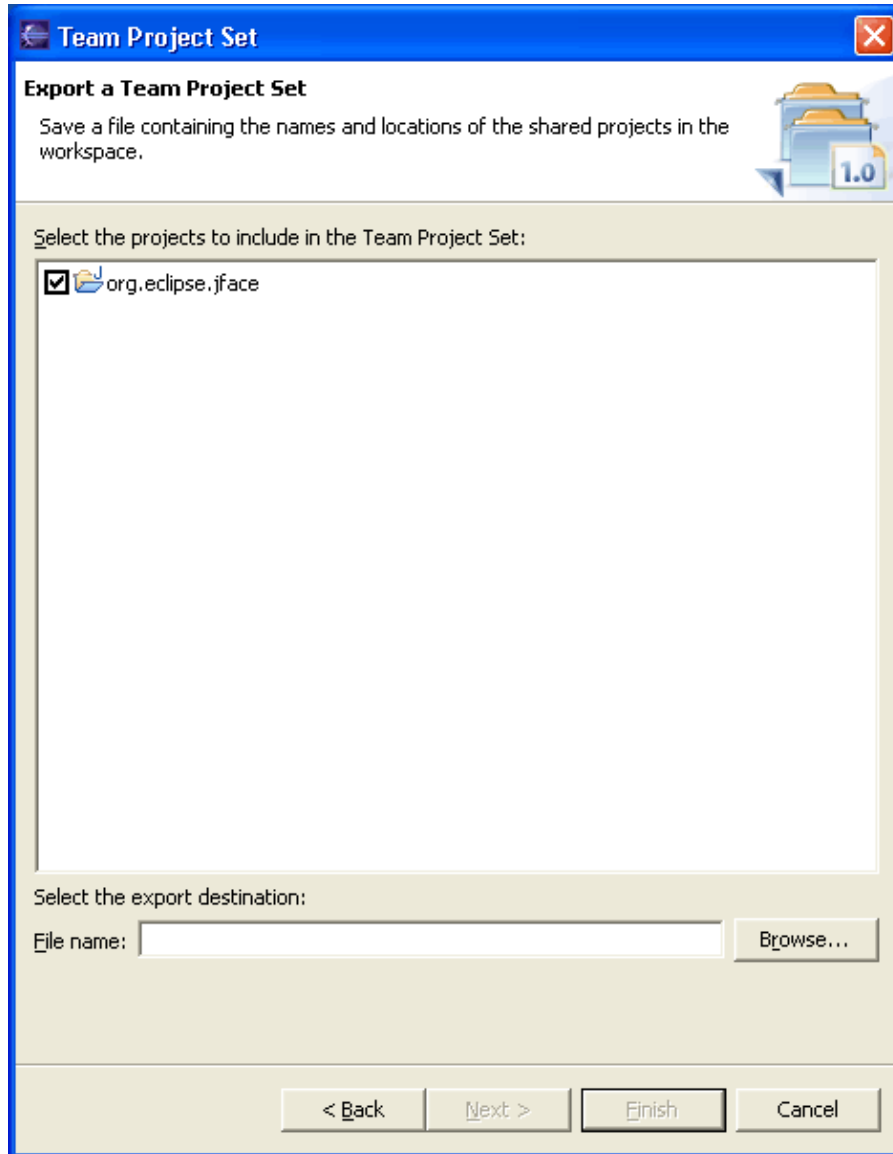 Team Project Set
Export a Team Project Set
Save a file containing the names and locations of the shared projects in the
workspace.
1.0
Select the projects to include in the Team Project Set:
org.eclipse.jface
Select the export destination:
File name:
Browse...
< Back
Next >
Finish
Cancel